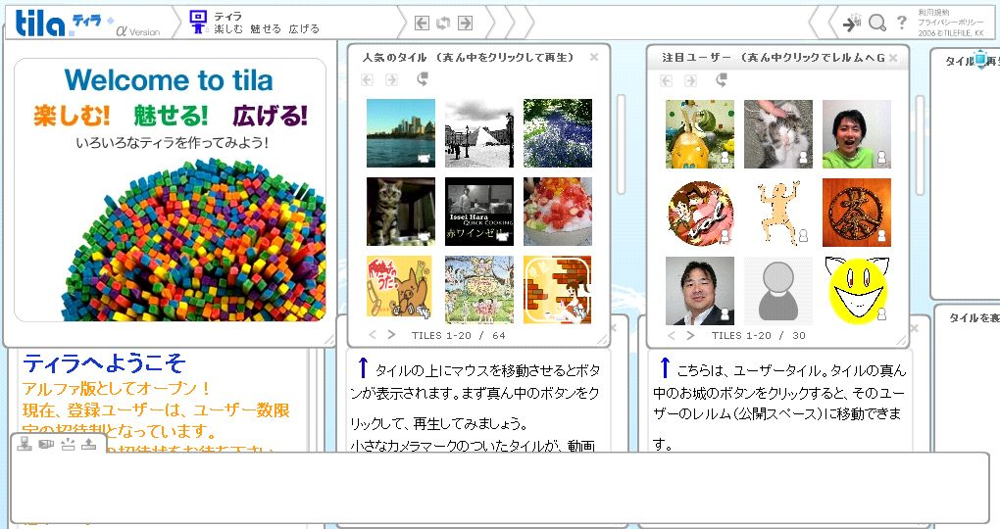 tila ティラ α Version
ティラ
楽しむ 魅せる 広げる
利用規約
プライバシーポリシー
2006 ©TILEFILE, KK
Welcome to tila
楽しむ! 魅せる! 広げる!
いろいろなティラを作ってみよう!
ティラへようこそ
アルファ版としてオープン!
現在、登録ユーザーは、ユーザー数限
定の招待制となっています。
の招待状をお待ち下さい
人気のタイル (真ん中をクリックして再生)
Issei Hara
QUICK COOKING
赤ワインゼリー
TILES 1-20 / 64
↑ タイルの上にマウスを移動させるとボタ
ンが表示されます。まず真ん中のボタンをク
リックして、再生してみましょう。
小さなカメラマークのついたタイルが、動画
注目ユーザー (真ん中クリックでレルムへG
TILES 1-20 / 30
↑ こちらは、ユーザータイル。タイルの真ん
中のお城のボタンをクリックすると、そのユー
ザーのレルム(公開スペース)に移動できま
す。
タイル
再生
タイルを裏